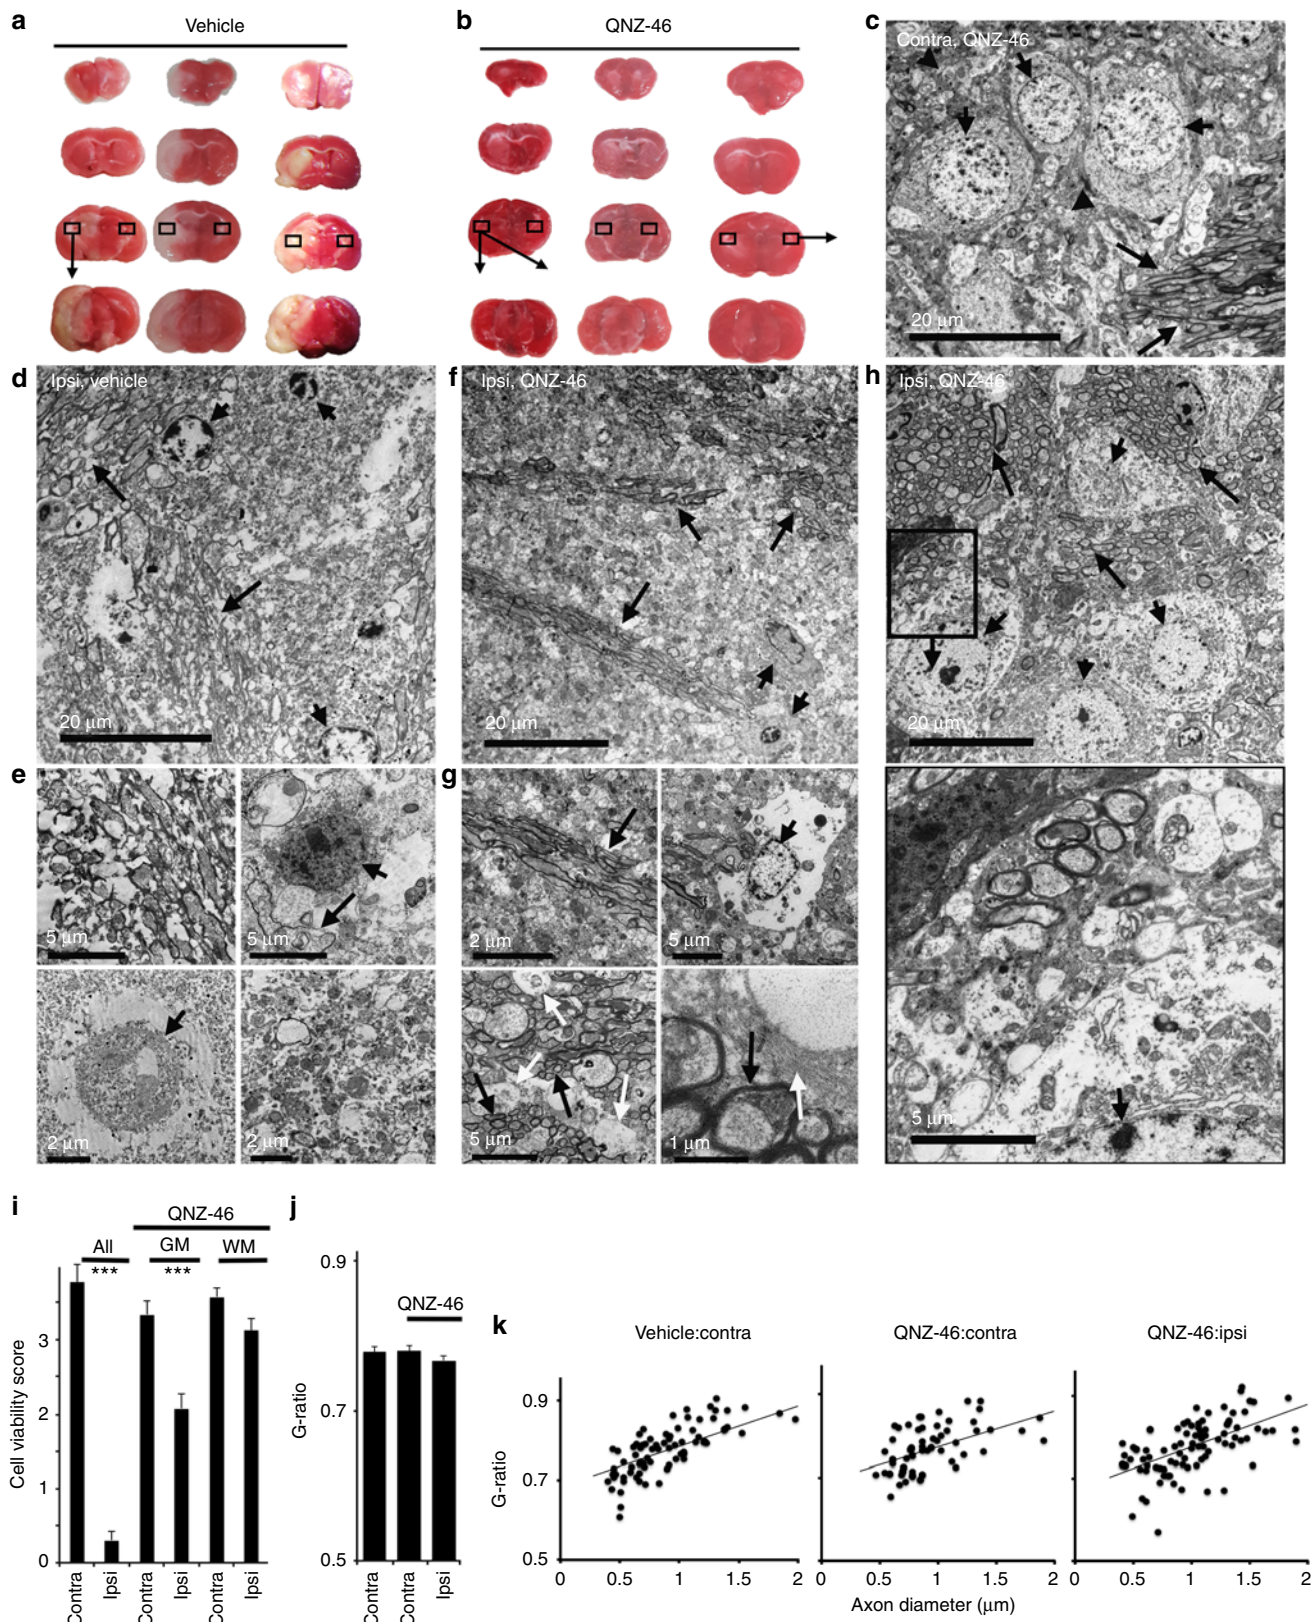 a
Vehicle
b
QNZ-46
c
Contra, QNZ-46
20 μm
d
Ipsi, vehicle
20 μm
f
Ipsi, QNZ-46
20 μm
h
Ipsi, QNZ-46
20 μm
e
5 μm
5 μm
2 μm
2 μm
g
2 μm
5 μm
5 μm
1 μm
5 μm
i
QNZ-46
All
GM
WM
***
***
Cell viability score
3
2
1
0
Contra
Ipsi
Contra
Ipsi
Contra
Ipsi
j
0.9
QNZ-46
G-ratio
0.7
0.5
Contra
Contra
Ipsi
k
Vehicle:contra
QNZ-46:contra
QNZ-46:ipsi
G-ratio
0.9
0.7
0.5
0 0.5 1 1.5 2
0 0.5 1 1.5 2
0 0.5 1 1.5 2
Axon diameter (μm)